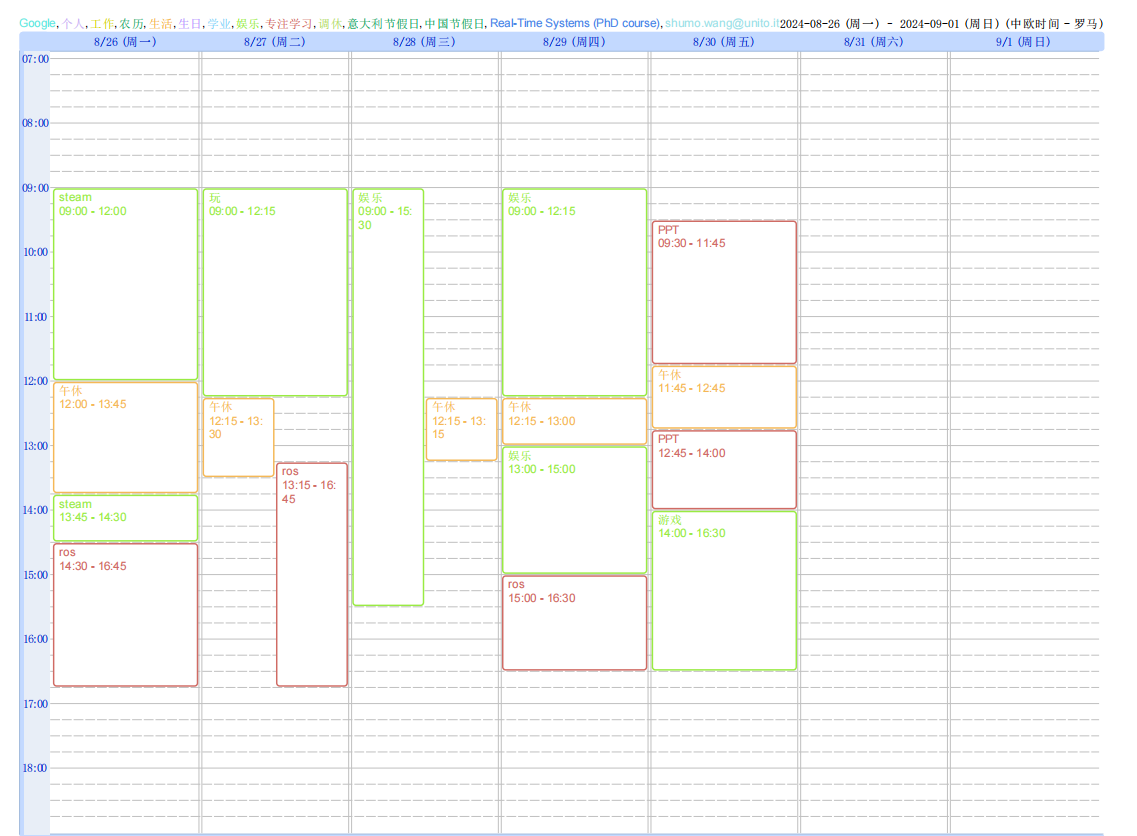 Google,个人,工作,农历,生活,生日,学业,娱乐,专注学习,调休,意大利节假日,中国节假日,Real-Time Systems (PhD course),shumo.wang@unito.it2024-08-26 (周一) - 2024-09-01 (周日) (中欧时间 - 罗马)
8/26 (周一) 8/27 (周二) 8/28 (周三) 8/29 (周四) 8/30 (周五) 8/31 (周六) 9/1 (周日)
07:00
08:00
09:00
10:00
11:00
12:00
13:00
14:00
15:00
16:00
17:00
18:00
steam
09:00 - 12:00
午休
12:00 - 13:45
steam
13:45 - 14:30
ros
14:30 - 16:45
玩
09:00 - 12:15
午休
12:15 - 13:
30
ros
13:15 - 16:
45
娱乐
09:00 - 15:
30
午休
12:15 - 13:
15
娱乐
09:00 - 12:15
午休
12:15 - 13:00
娱乐
13:00 - 15:00
ros
15:00 - 16:30
PPT
09:30 - 11:45
午休
11:45 - 12:45
PPT
12:45 - 14:00
游戏
14:00 - 16:30